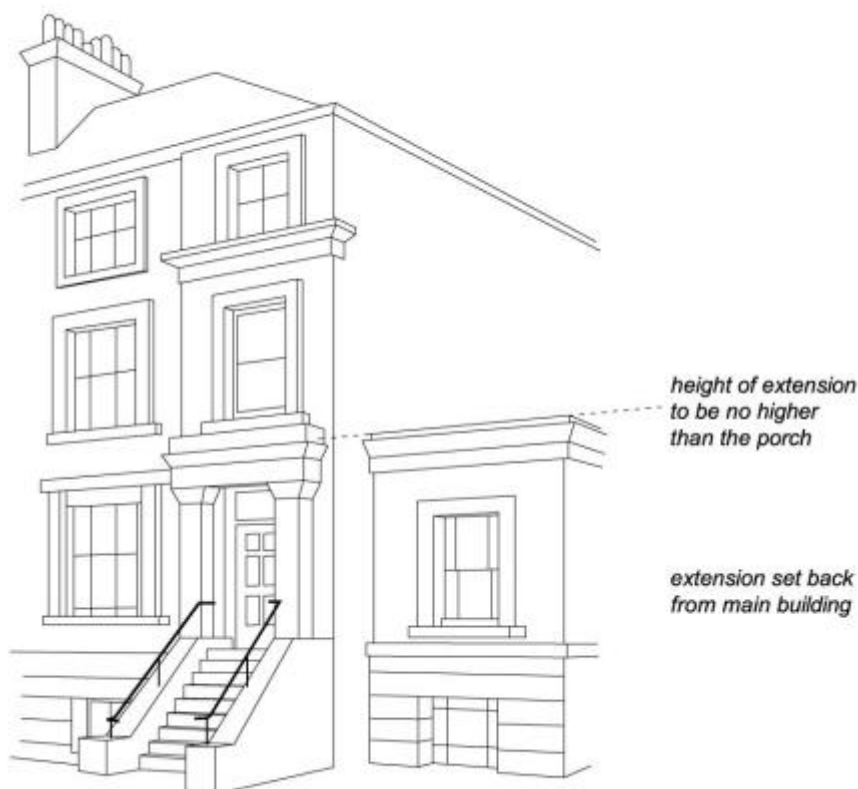 height of extension
to be no higher
than the porch
extension set back
from main building